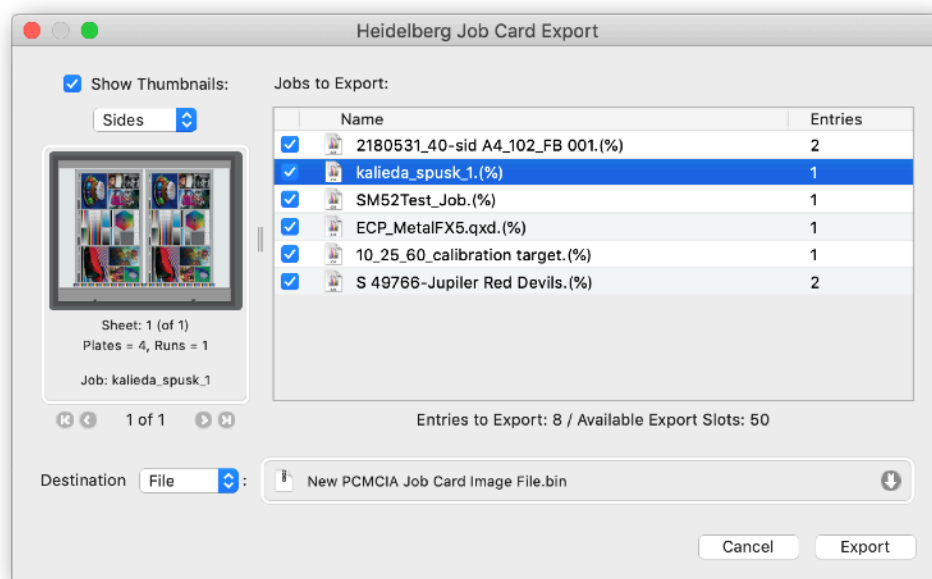 Heidelberg Job Card Export
Show Thumbnails:
Sides
Sheet: 1 (of 1)
Plates = 4, Runs = 1
Job: kalieda_spusk_1
1 of 1
Jobs to Export:
Name Entries
2180531_40-sid A4_102_FB 001.(%) 2
kalieda_spusk_1.(%) 1
SM52Test_Job.(%) 1
ECP_MetalFX5.qxd.(%) 1
10_25_60_calibration target.(%) 1
S 49766-Jupiler Red Devils.(%) 2
Entries to Export: 8 / Available Export Slots: 50
Destination File : New PCMCIA Job Card Image File.bin
Cancel Export